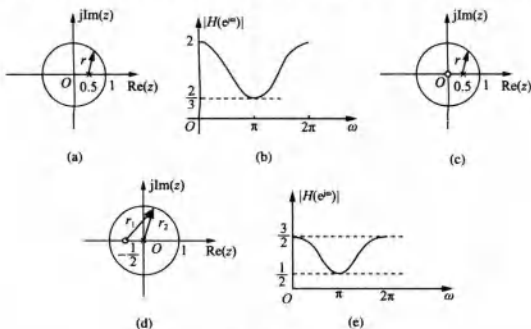 jIm(z)
r
O
0.5
1
Re(z)
(a)
|H(e^{jω})|
2
2/3
O
π
2π
ω
(b)
jIm(z)
r
O
0.5
1
Re(z)
(c)
jIm(z)
r₁
r₂
-1/2
O
1
Re(z)
(d)
|H(e^{jω})|
3/2
1/2
O
π
2π
ω
(e)